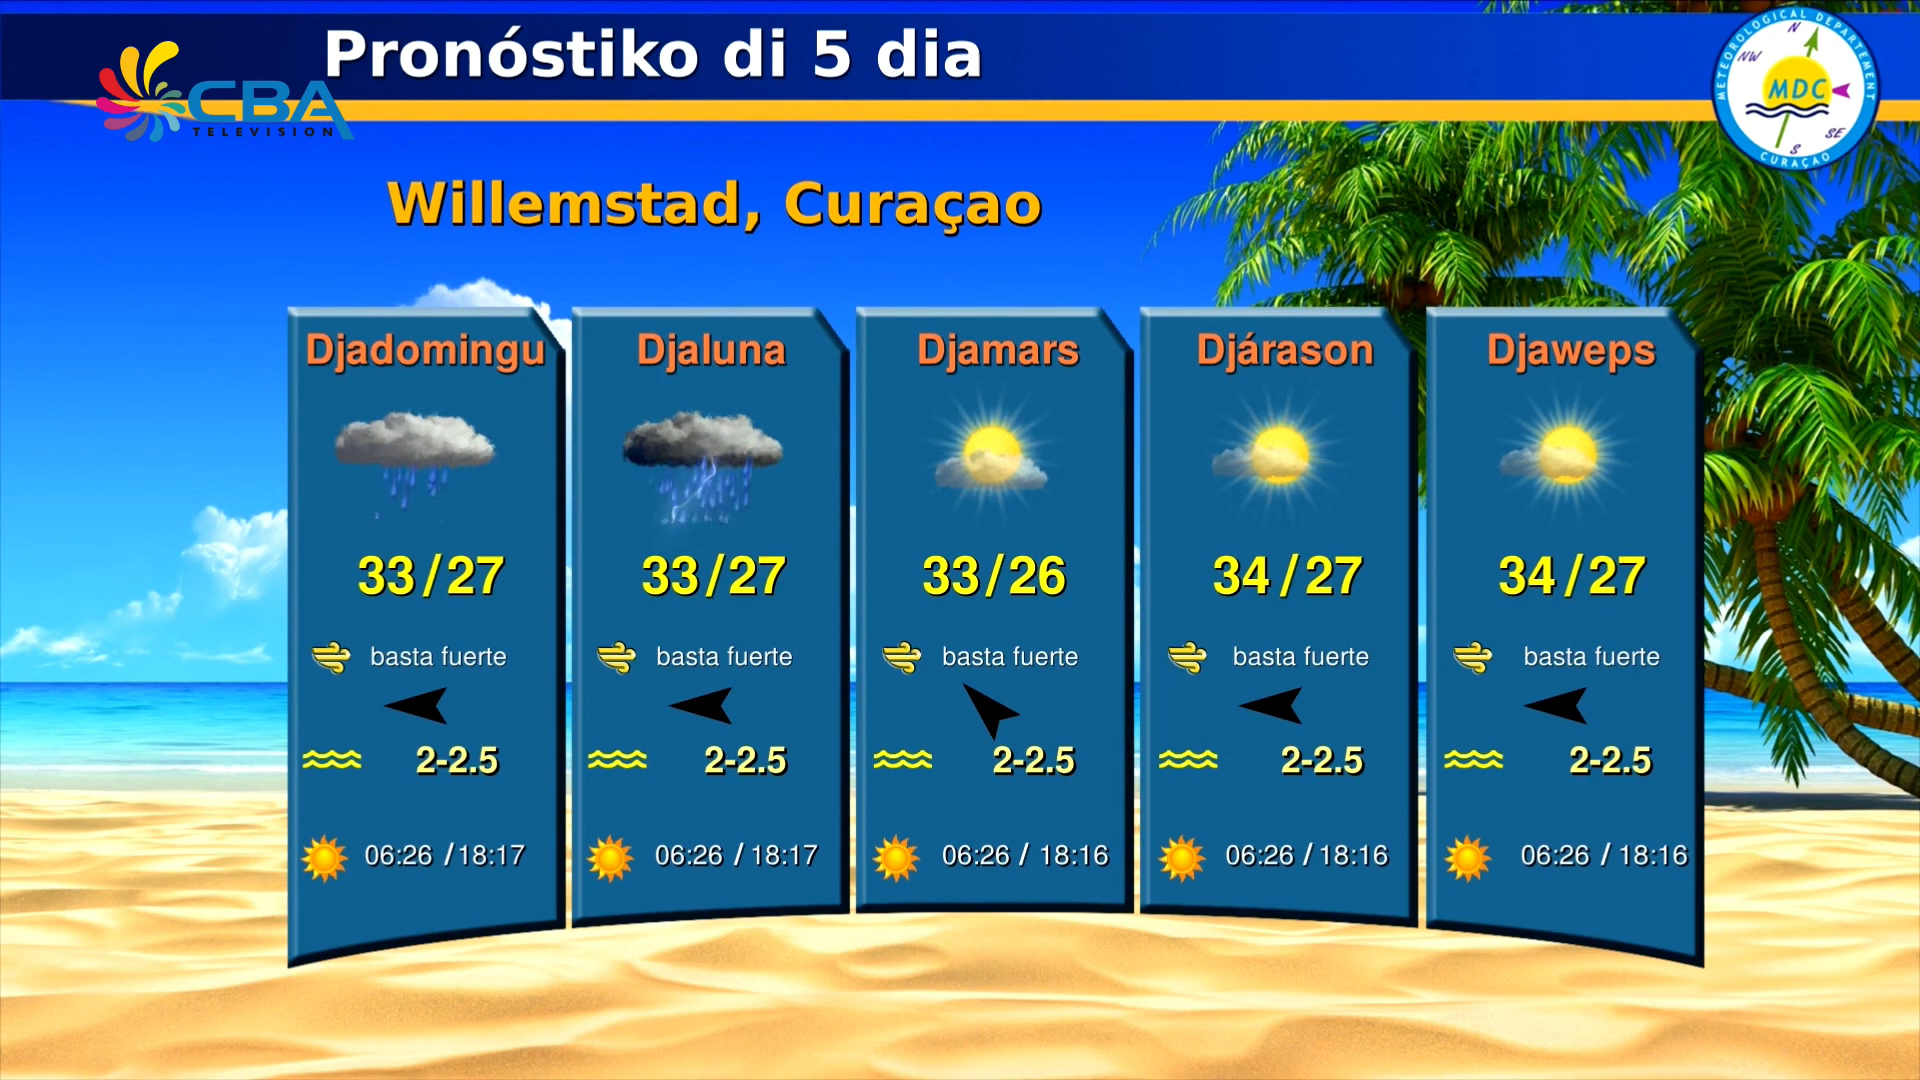 Pronóstiko di 5 dia
CBA
TELEVISION
METEOROLOGICAL DEPARTEMENT
N
NW
MDC
SE
S
CURAÇAO
Willemstad, Curaçao
Djadomingu Djaluna Djamars Djárason Djaweps
33/27 33/27 33/26 34/27 34/27
basta fuerte basta fuerte basta fuerte basta fuerte basta fuerte
2-2.5 2-2.5 2-2.5 2-2.5 2-2.5
06:26 / 18:17 06:26 / 18:17 06:26 / 18:16 06:26 / 18:16 06:26 / 18:16